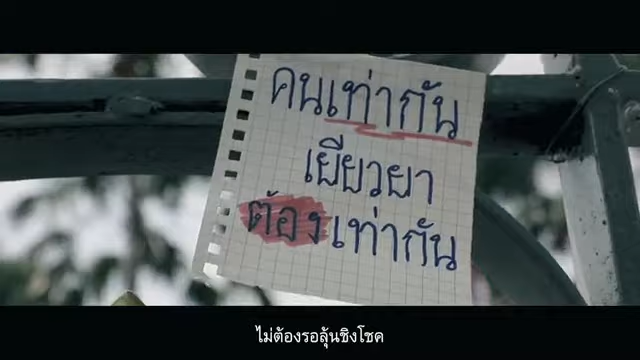 คนเท่ากัน
เยียวยา
ต้องเท่ากัน
ไม่ต้องรอลุ้นชิงโชค